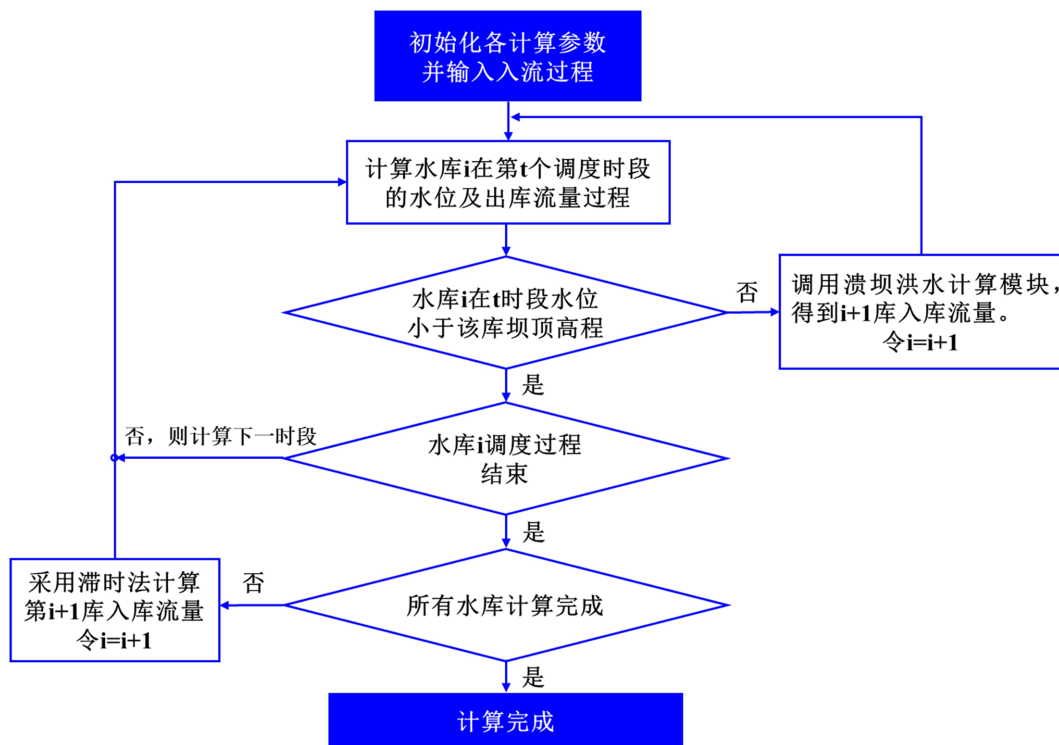 初始化各计算参数
并输入入流过程
计算水库i在第t个调度时段
的水位及出库流量过程
水库i在t时段水位
小于该库坝顶高程
否
调用溃坝洪水计算模块，
得到i+1库入库流量。
令i=i+1
是
否，则计算下一时段
水库i调度过程
结束
是
采用滞时法计算
第i+1库入库流量
令i=i+1
否
所有水库计算完成
是
计算完成